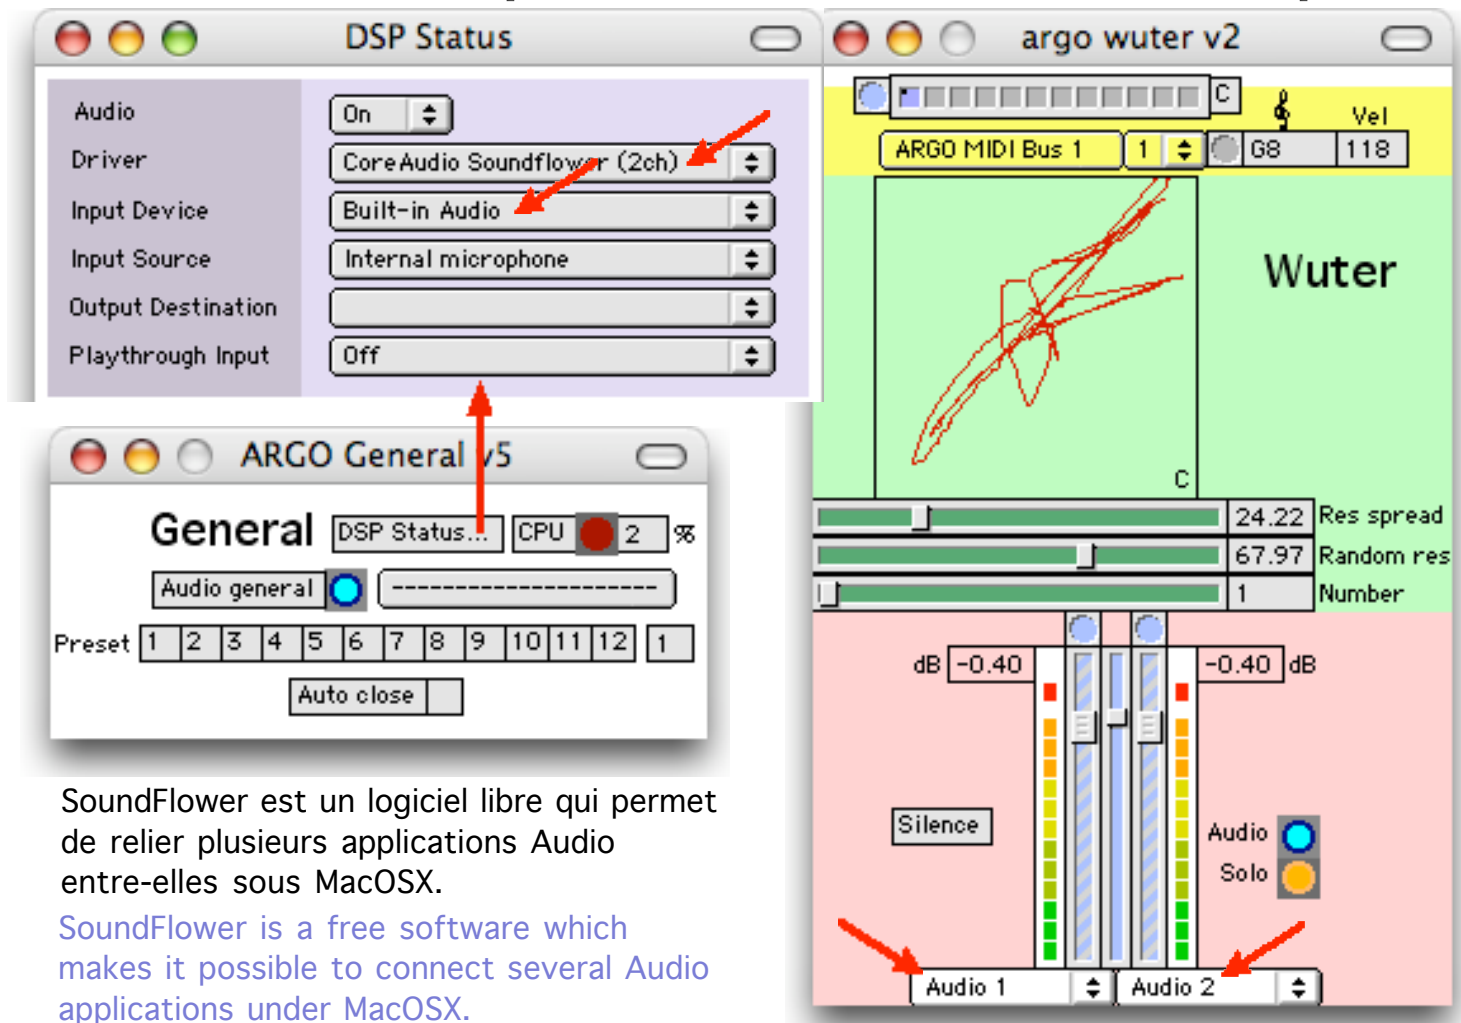 DSP Status
Audio On
Driver CoreAudio Soundflower (2ch)
Input Device Built-in Audio
Input Source Internal microphone
Output Destination
Playthrough Input Off
ARGO General v5
General DSP Status... CPU 2 %
Audio general --------------------
Preset 1 2 3 4 5 6 7 8 9 10 11 12 1
Auto close
SoundFlower est un logiciel libre qui permet
de relier plusieurs applications Audio
entre-elles sous MacOSX.
SoundFlower is a free software which
makes it possible to connect several Audio
applications under MacOSX.
argo wuter v2
C
Vel
ARGO MIDI Bus 1 1 G8 118
Wuter
C
24.22 Res spread
67.97 Random res
1 Number
dB -0.40 -0.40 dB
Silence
Audio
Solo
Audio 1 Audio 2